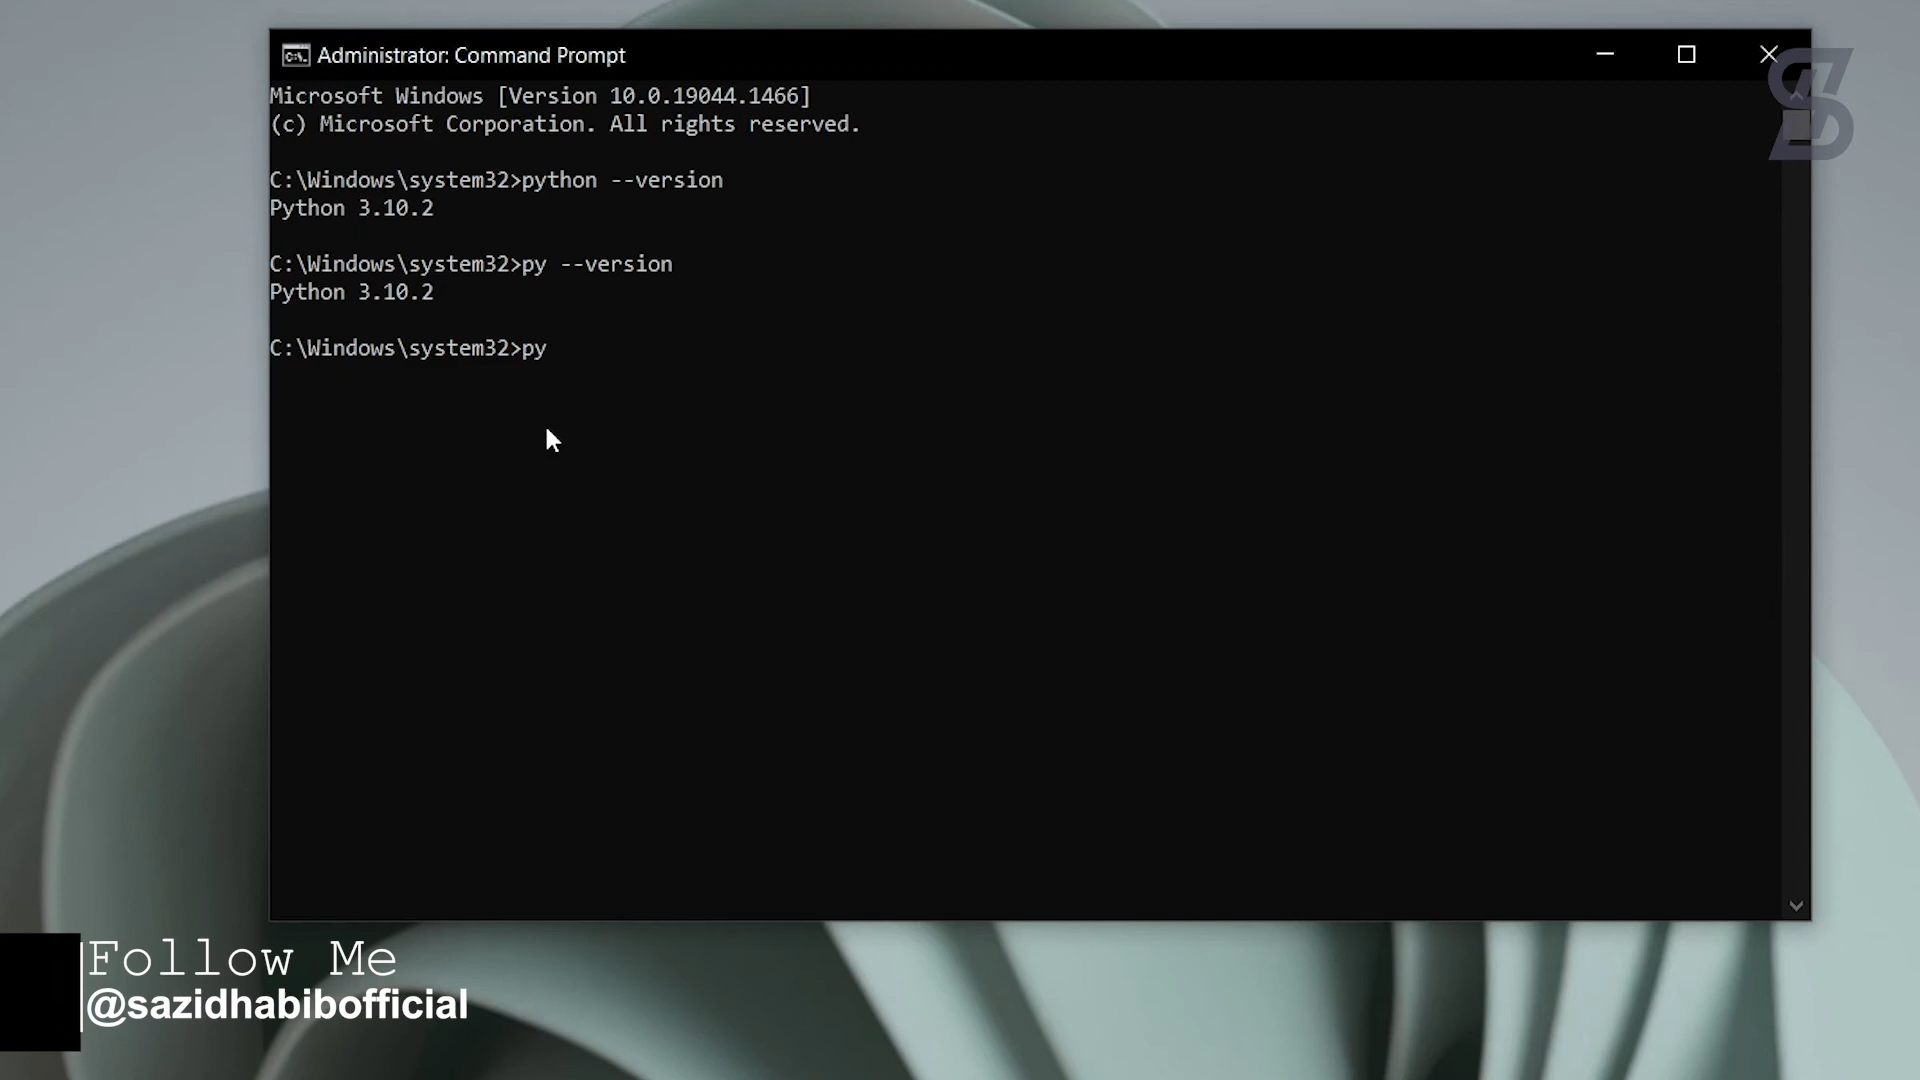 Administrator: Command Prompt
Microsoft Windows [Version 10.0.19044.1466]
(c) Microsoft Corporation. All rights reserved.
C:\Windows\system32>python --version
Python 3.10.2
C:\Windows\system32>py --version
Python 3.10.2
C:\Windows\system32>py
Follow Me
@sazidhabibofficial